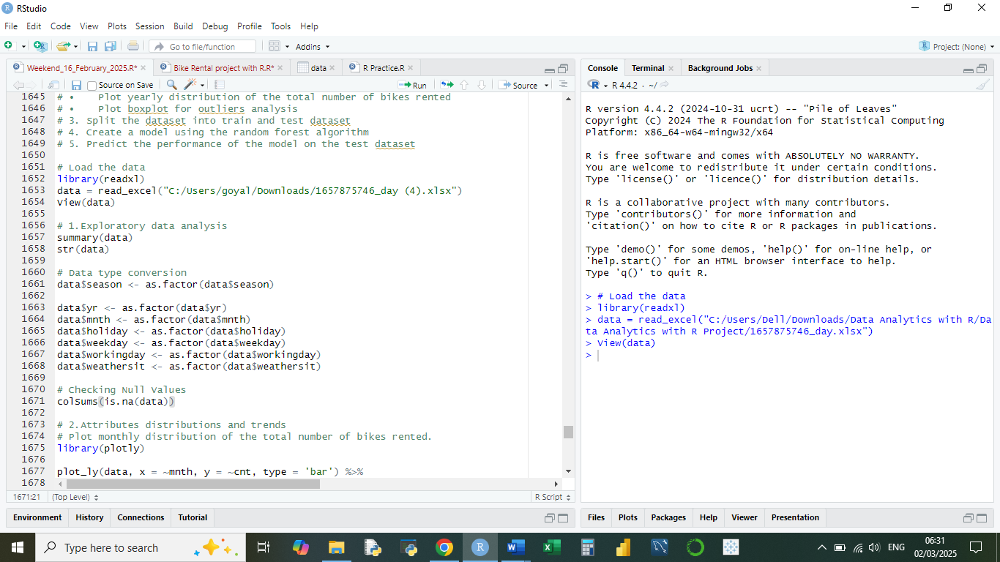 RStudio
File Edit Code View Plots Session Build Debug Profile Tools Help
Go to file/function Addins Project: (None)
Weekend_16_February_2025.R* Bike Rental project with R.R* data R Practice.R
Source on Save Run Source
1645 # • Plot yearly distribution of the total number of bikes rented
1646 # • Plot boxplot for outliers analysis
1647 # 3. Split the dataset into train and test dataset
1648 # 4. Create a model using the random forest algorithm
1649 # 5. Predict the performance of the model on the test dataset
1650
1651 # Load the data
1652 library(readxl)
1653 data = read_excel("C:/Users/goyal/Downloads/1657875746_day (4).xlsx")
1654 View(data)
1655
1656 # 1.Exploratory data analysis
1657 summary(data)
1658 str(data)
1659
1660 # Data type conversion
1661 data$season <- as.factor(data$season)
1662
1663 data$yr <- as.factor(data$yr)
1664 data$mnth <- as.factor(data$mnth)
1665 data$holiday <- as.factor(data$holiday)
1666 data$weekday <- as.factor(data$weekday)
1667 data$workingday <- as.factor(data$workingday)
1668 data$weathersit <- as.factor(data$weathersit)
1669
1670 # Checking Null Values
1671 colSums(is.na(data))
1672
1673 # 2.Attributes distributions and trends
1674 # Plot monthly distribution of the total number of bikes rented.
1675 library(plotly)
1676
1677 plot_ly(data, x = ~mnth, y = ~cnt, type = 'bar') %>%
1678
1671:21 (Top Level) R Script
Environment History Connections Tutorial
Console Terminal Background Jobs
R 4.4.2 · ~/
R version 4.4.2 (2024-10-31 ucrt) -- "Pile of Leaves"
Copyright (C) 2024 The R Foundation for Statistical Computing
Platform: x86_64-w64-mingw32/x64
R is free software and comes with ABSOLUTELY NO WARRANTY.
You are welcome to redistribute it under certain conditions.
Type 'license()' or 'licence()' for distribution details.
R is a collaborative project with many contributors.
Type 'contributors()' for more information and
'citation()' on how to cite R or R packages in publications.
Type 'demo()' for some demos, 'help()' for on-line help, or
'help.start()' for an HTML browser interface to help.
Type 'q()' to quit R.
> # Load the data
> library(readxl)
> data = read_excel("C:/Users/Dell/Downloads/Data Analytics with R/Da
ta Analytics with R Project/1657875746_day.xlsx")
> View(data)
>
Files Plots Packages Help Viewer Presentation
Type here to search
ENG
06:31
02/03/2025